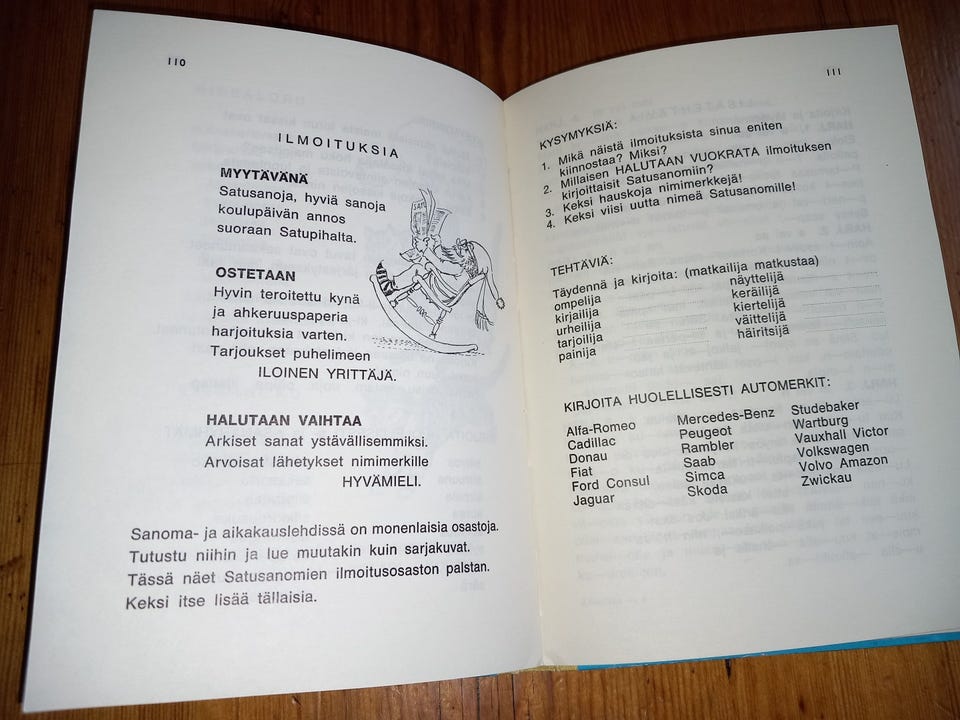 110
ILMOITUKSIA
MYYTÄVÄNÄ
Satusanoja, hyviä sanoja
koulupäivän annos
suoraan Satupihalta.
OSTETAAN
Hyvin teroitettu kynä
ja ahkeruuspaperia
harjoituksia varten.
Tarjoukset puhelimeen
ILOINEN YRITTÄJÄ.
HALUTAAN VAIHTAA
Arkiset sanat ystävällisemmiksi.
Arvoisat lähetykset nimimerkille
HYVÄMIELI.
Sanoma- ja aikakauslehdissä on monenlaisia osastoja.
Tutustu niihin ja lue muutakin kuin sarjakuvat.
Tässä näet Satusanomien ilmoitusosaston palstan.
Keksi itse lisää tällaisia.
111
KYSYMYKSIÄ:
1. Mikä näistä ilmoituksista sinua eniten
kiinnostaa? Miksi?
2. Millaisen HALUTAAN VUOKRATA ilmoituksen
kirjoittaisit Satusanomiin?
3. Keksi hauskoja nimimerkkejä!
4. Keksi viisi uutta nimeä Satusanomille!
TEHTÄVIÄ:
Täydennä ja kirjoita: (matkailija matkustaa)
ompelija näyttelijä
kirjailija keräilijä
urheilija kiertelijä
tarjoilija väittelijä
painija häiritsijä
KIRJOITA HUOLELLISESTI AUTOMERKIT:
Alfa-Romeo Mercedes-Benz Studebaker
Cadillac Peugeot Wartburg
Donau Rambler Vauxhall Victor
Fiat Saab Volkswagen
Ford Consul Simca Volvo Amazon
Jaguar Skoda Zwickau